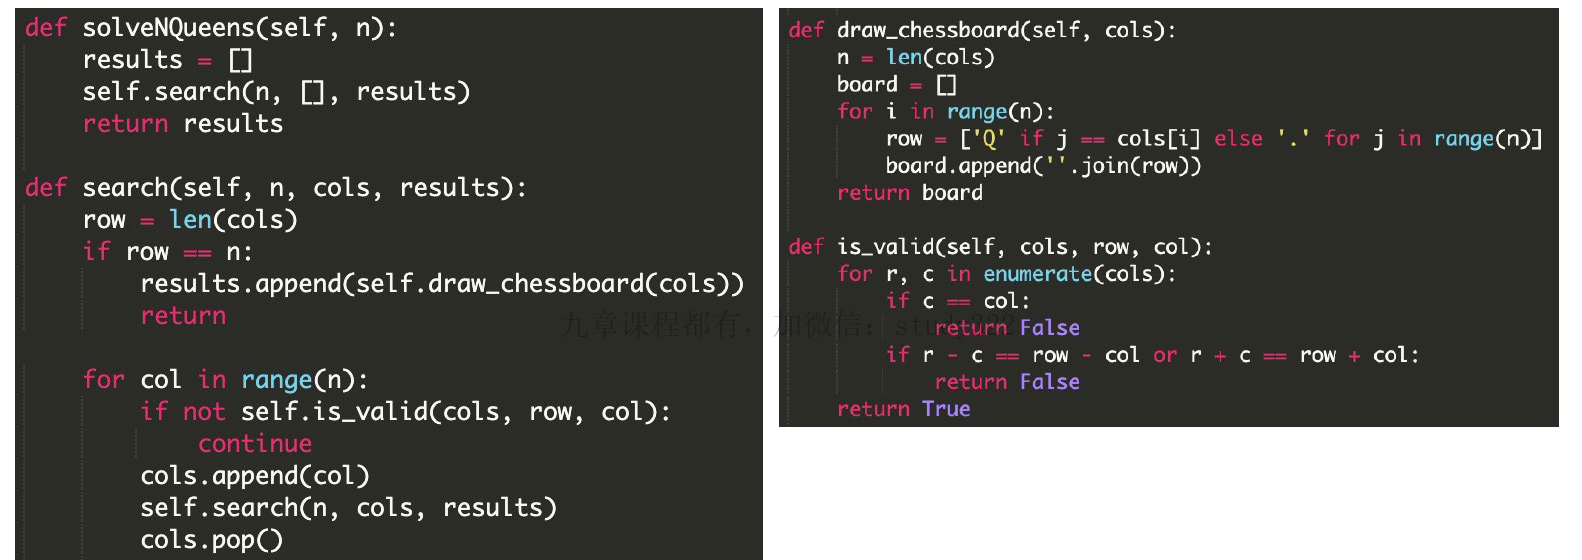 def solveNQueens(self, n):
    results = []
    self.search(n, [], results)
    return results

def search(self, n, cols, results):
    row = len(cols)
    if row == n:
        results.append(self.draw_chessboard(cols))
        return

    for col in range(n):
        if not self.is_valid(cols, row, col):
            continue
        cols.append(col)
        self.search(n, cols, results)
        cols.pop()

def draw_chessboard(self, cols):
    n = len(cols)
    board = []
    for i in range(n):
        row = ['Q' if j == cols[i] else '.' for j in range(n)]
        board.append(''.join(row))
    return board

def is_valid(self, cols, row, col):
    for r, c in enumerate(cols):
        if c == col:
            return False
        if r - c == row - col or r + c == row + col:
            return False
    return True
九章课程都有，加微信：